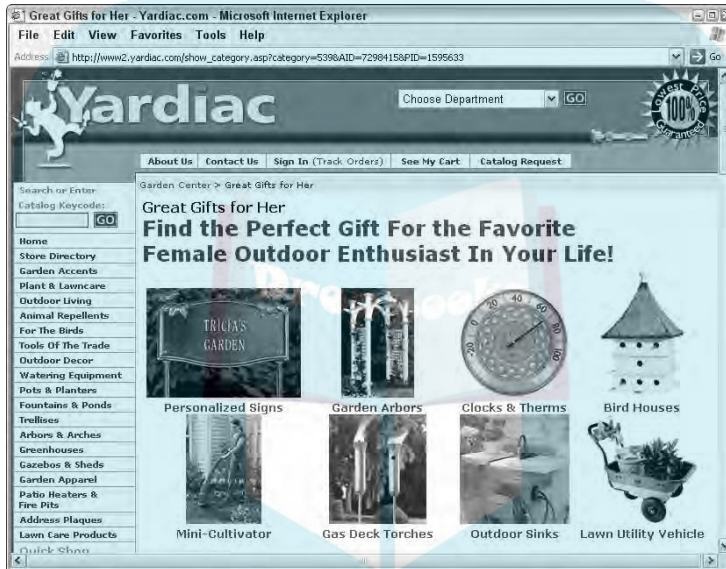 Great Gifts for Her - Yardiac.com - Microsoft Internet Explorer
File Edit View Favorites Tools Help
Address http://www2.yardiac.com/show_category.asp?category=539&AID=7298415&PID=1595633 Go
Yardiac
Choose Department GO
Lowest Price
100%
Guaranteed
About Us Contact Us Sign In (Track Orders) See My Cart Catalog Request
Search or Enter
Catalog Keycode:
GO
Home
Store Directory
Garden Accents
Plant & Lawncare
Outdoor Living
Animal Repellents
For The Birds
Tools Of The Trade
Outdoor Decor
Watering Equipment
Pots & Planters
Fountains & Ponds
Trellises
Arbors & Arches
Greenhouses
Gazebos & Sheds
Garden Apparel
Patio Heaters &
Fire Pits
Address Plaques
Lawn Care Products
Quick Shop
Garden Center > Great Gifts for Her
Great Gifts for Her
Find the Perfect Gift For the Favorite
Female Outdoor Enthusiast In Your Life!
TRICIA'S
GARDEN
-20 0 20 40 60 80 100
Personalized Signs Garden Arbors Clocks & Therms Bird Houses
Mini-Cultivator Gas Deck Torches Outdoor Sinks Lawn Utility Vehicle